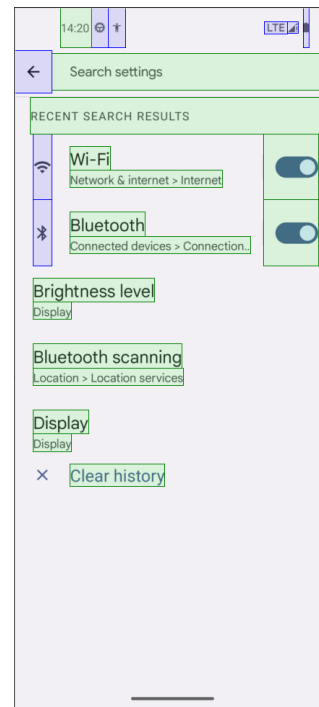 14:20
LTE
Search settings
RECENT SEARCH RESULTS
Wi-Fi
Network & internet > Internet
Bluetooth
Connected devices > Connection..
Brightness level
Display
Bluetooth scanning
Location > Location services
Display
Display
Clear history